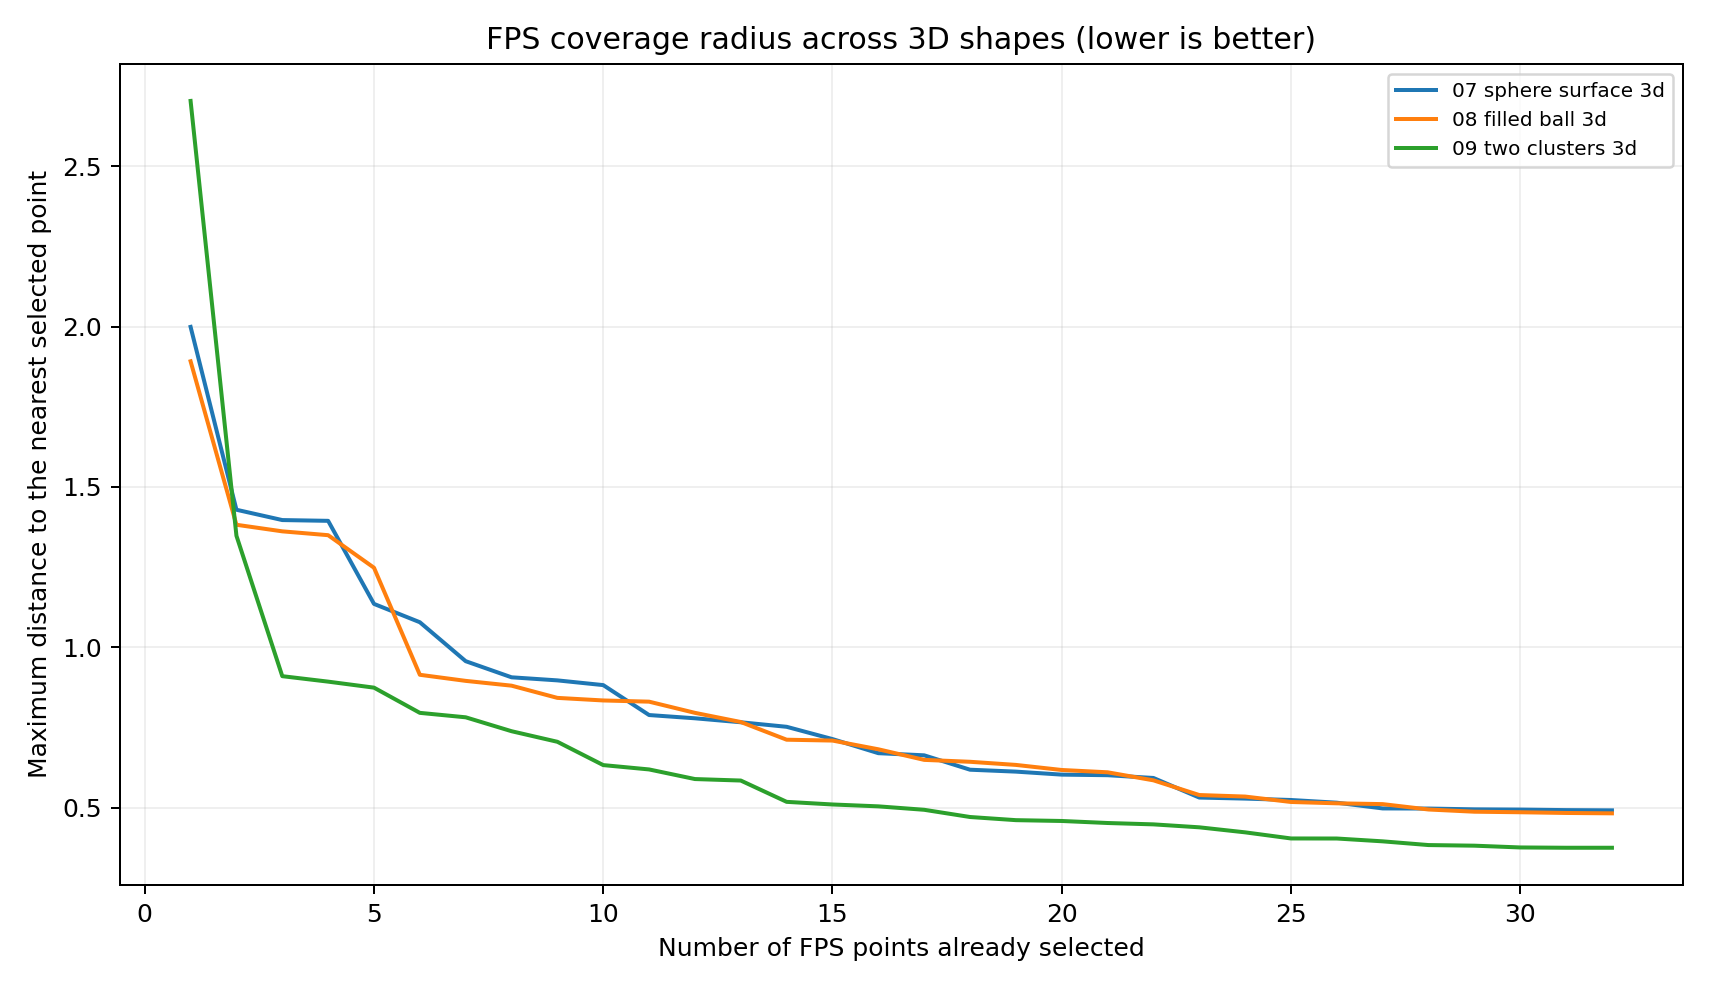 FPS coverage radius across 3D shapes (lower is better)
07 sphere surface 3d
08 filled ball 3d
09 two clusters 3d
Maximum distance to the nearest selected point
2.5
2.0
1.5
1.0
0.5
0 5 10 15 20 25 30
Number of FPS points already selected